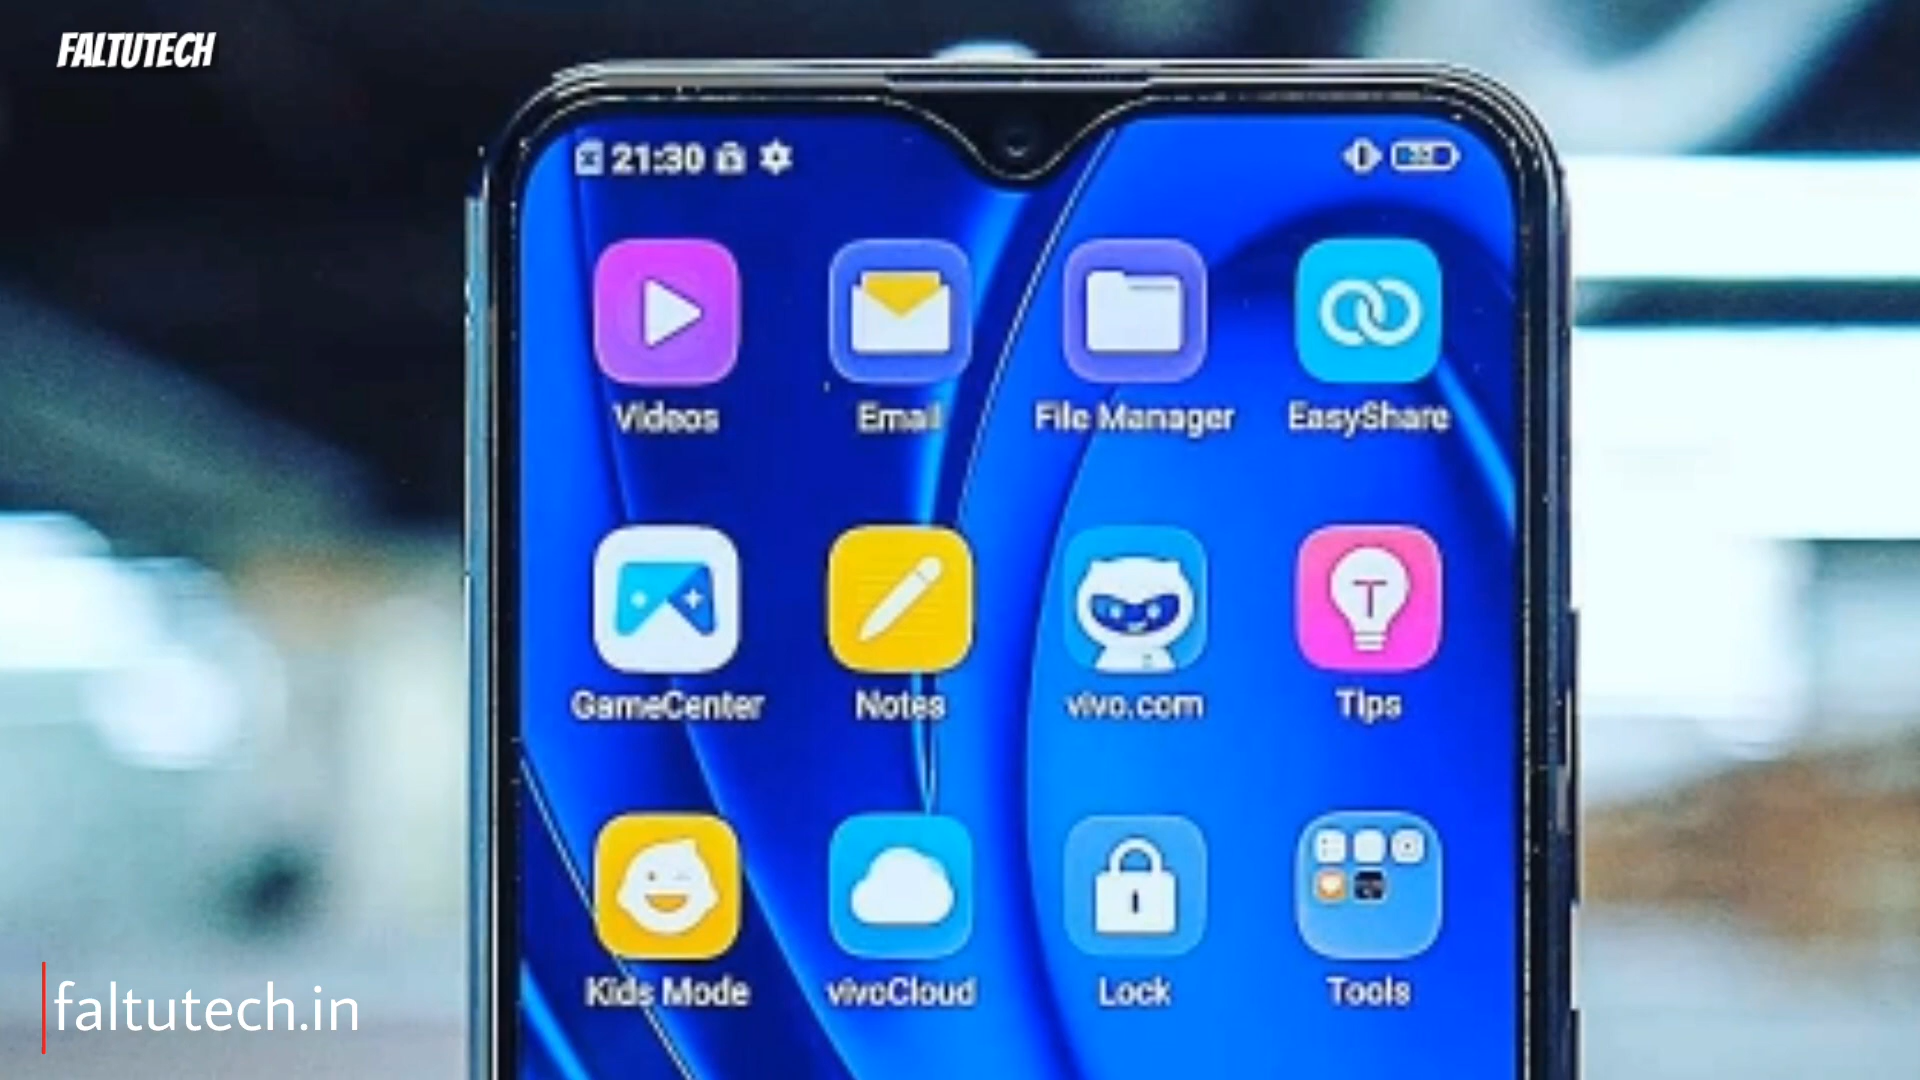 FALTUTECH
21:30
Videos
Email
File Manager
EasyShare
GameCenter
Notes
vivo.com
Tips
Kids Mode
vivoCloud
Lock
Tools
faltutech.in